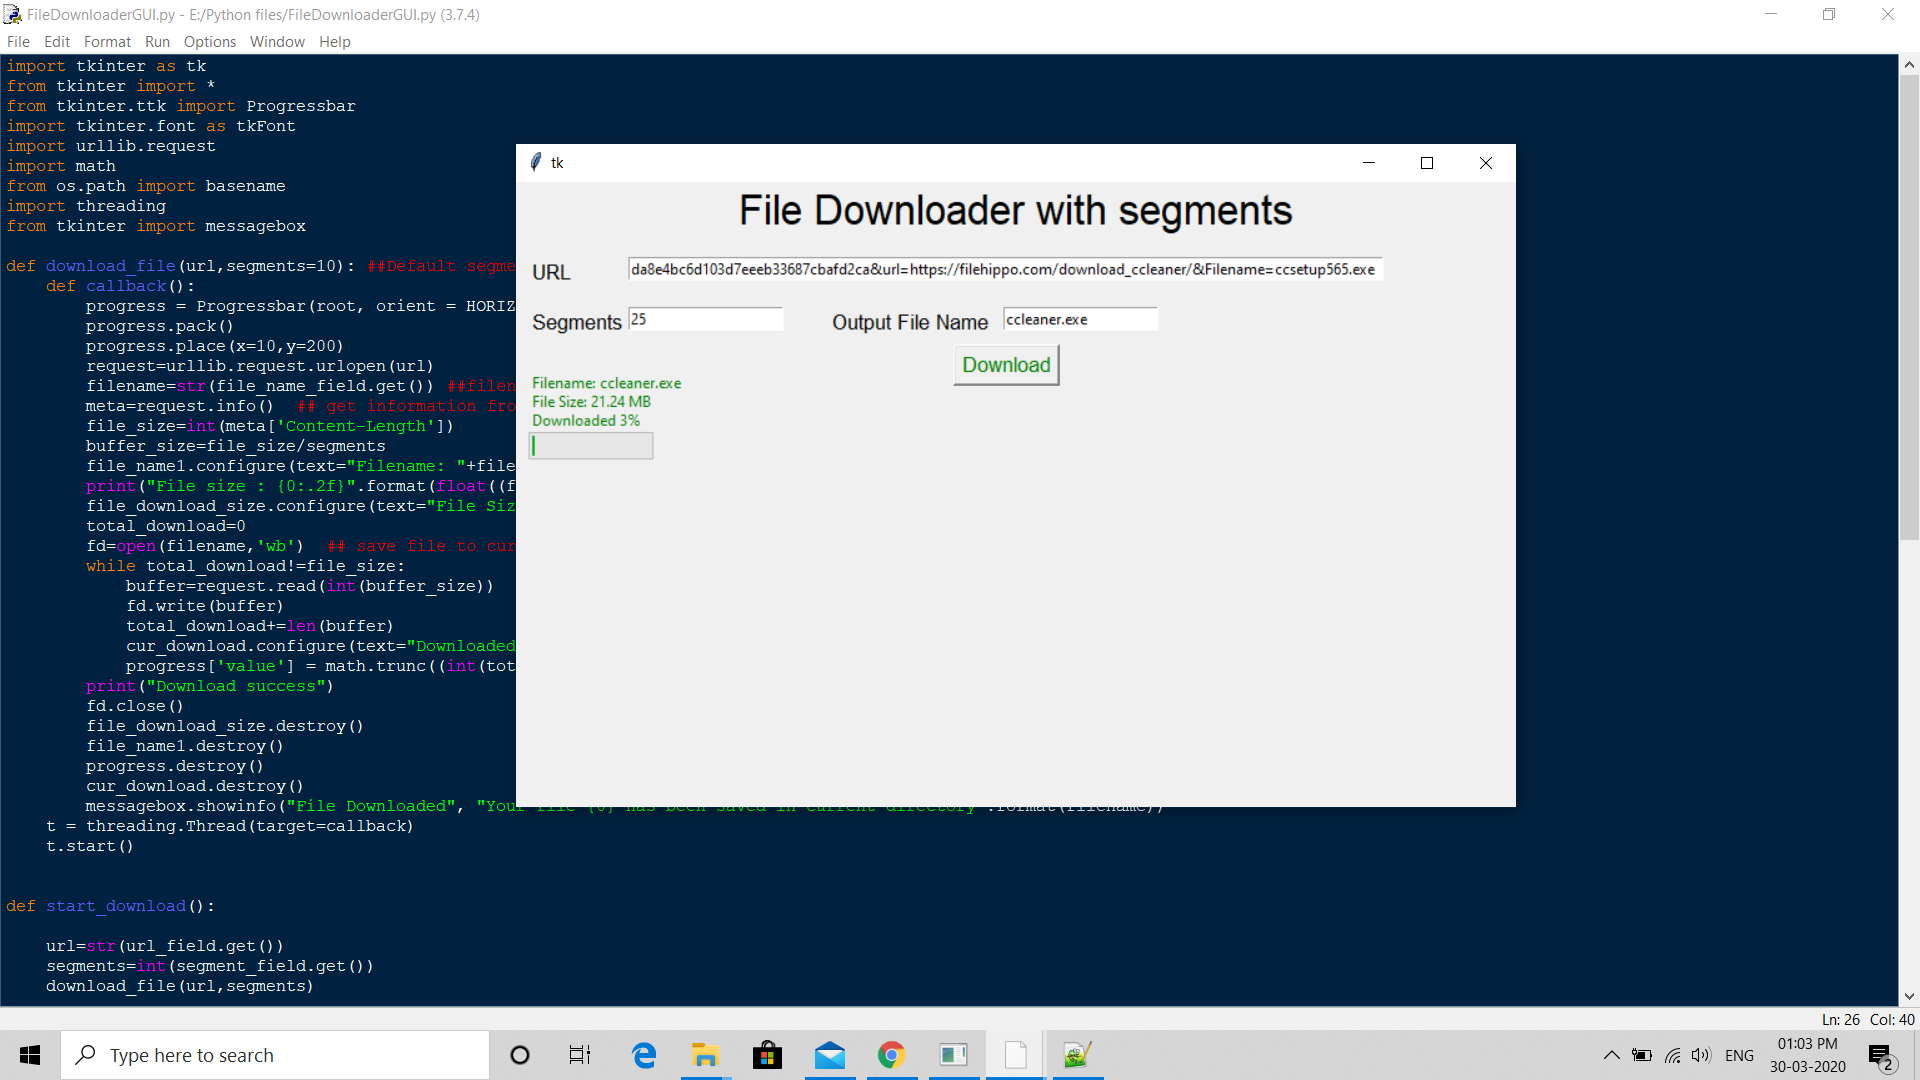 FileDownloaderGUI.py - E:/Python files/FileDownloaderGUI.py (3.7.4)
File Edit Format Run Options Window Help
import tkinter as tk
from tkinter import *
from tkinter.ttk import Progressbar
import tkinter.font as tkFont
import urllib.request
import math
from os.path import basename
import threading
from tkinter import messagebox
def download_file(url,segments=10): ##Default segme
def callback():
progress = Progressbar(root, orient = HORIZ
progress.pack()
progress.place(x=10,y=200)
request=urllib.request.urlopen(url)
filename=str(file_name_field.get()) ##filen
meta=request.info() ## get information fro
file_size=int(meta['Content-Length'])
buffer_size=file_size/segments
file_name1.configure(text="Filename: "+file
print("File size : {0:.2f}".format(float((f
file_download_size.configure(text="File Siz
total_download=0
fd=open(filename,'wb') ## save file to cur
while total_download!=file_size:
buffer=request.read(int(buffer_size))
fd.write(buffer)
total_download+=len(buffer)
cur_download.configure(text="Downloaded
progress['value'] = math.trunc((int(tot
print("Download success")
fd.close()
file_download_size.destroy()
file_name1.destroy()
progress.destroy()
cur_download.destroy()
messagebox.showinfo("File Downloaded", "Your file {0} has been saved in current directory".format(filename))
t = threading.Thread(target=callback)
t.start()
def start_download():
url=str(url_field.get())
segments=int(segment_field.get())
download_file(url,segments)
tk
File Downloader with segments
URL da8e4bc6d103d7eeeb33687cbafd2ca&url=https://filehippo.com/download_ccleaner/&Filename=ccsetup565.exe
Segments 25 Output File Name ccleaner.exe
Download
Filename: ccleaner.exe
File Size: 21.24 MB
Downloaded 3%
Ln: 26 Col: 40
Type here to search
ENG
01:03 PM
30-03-2020
2